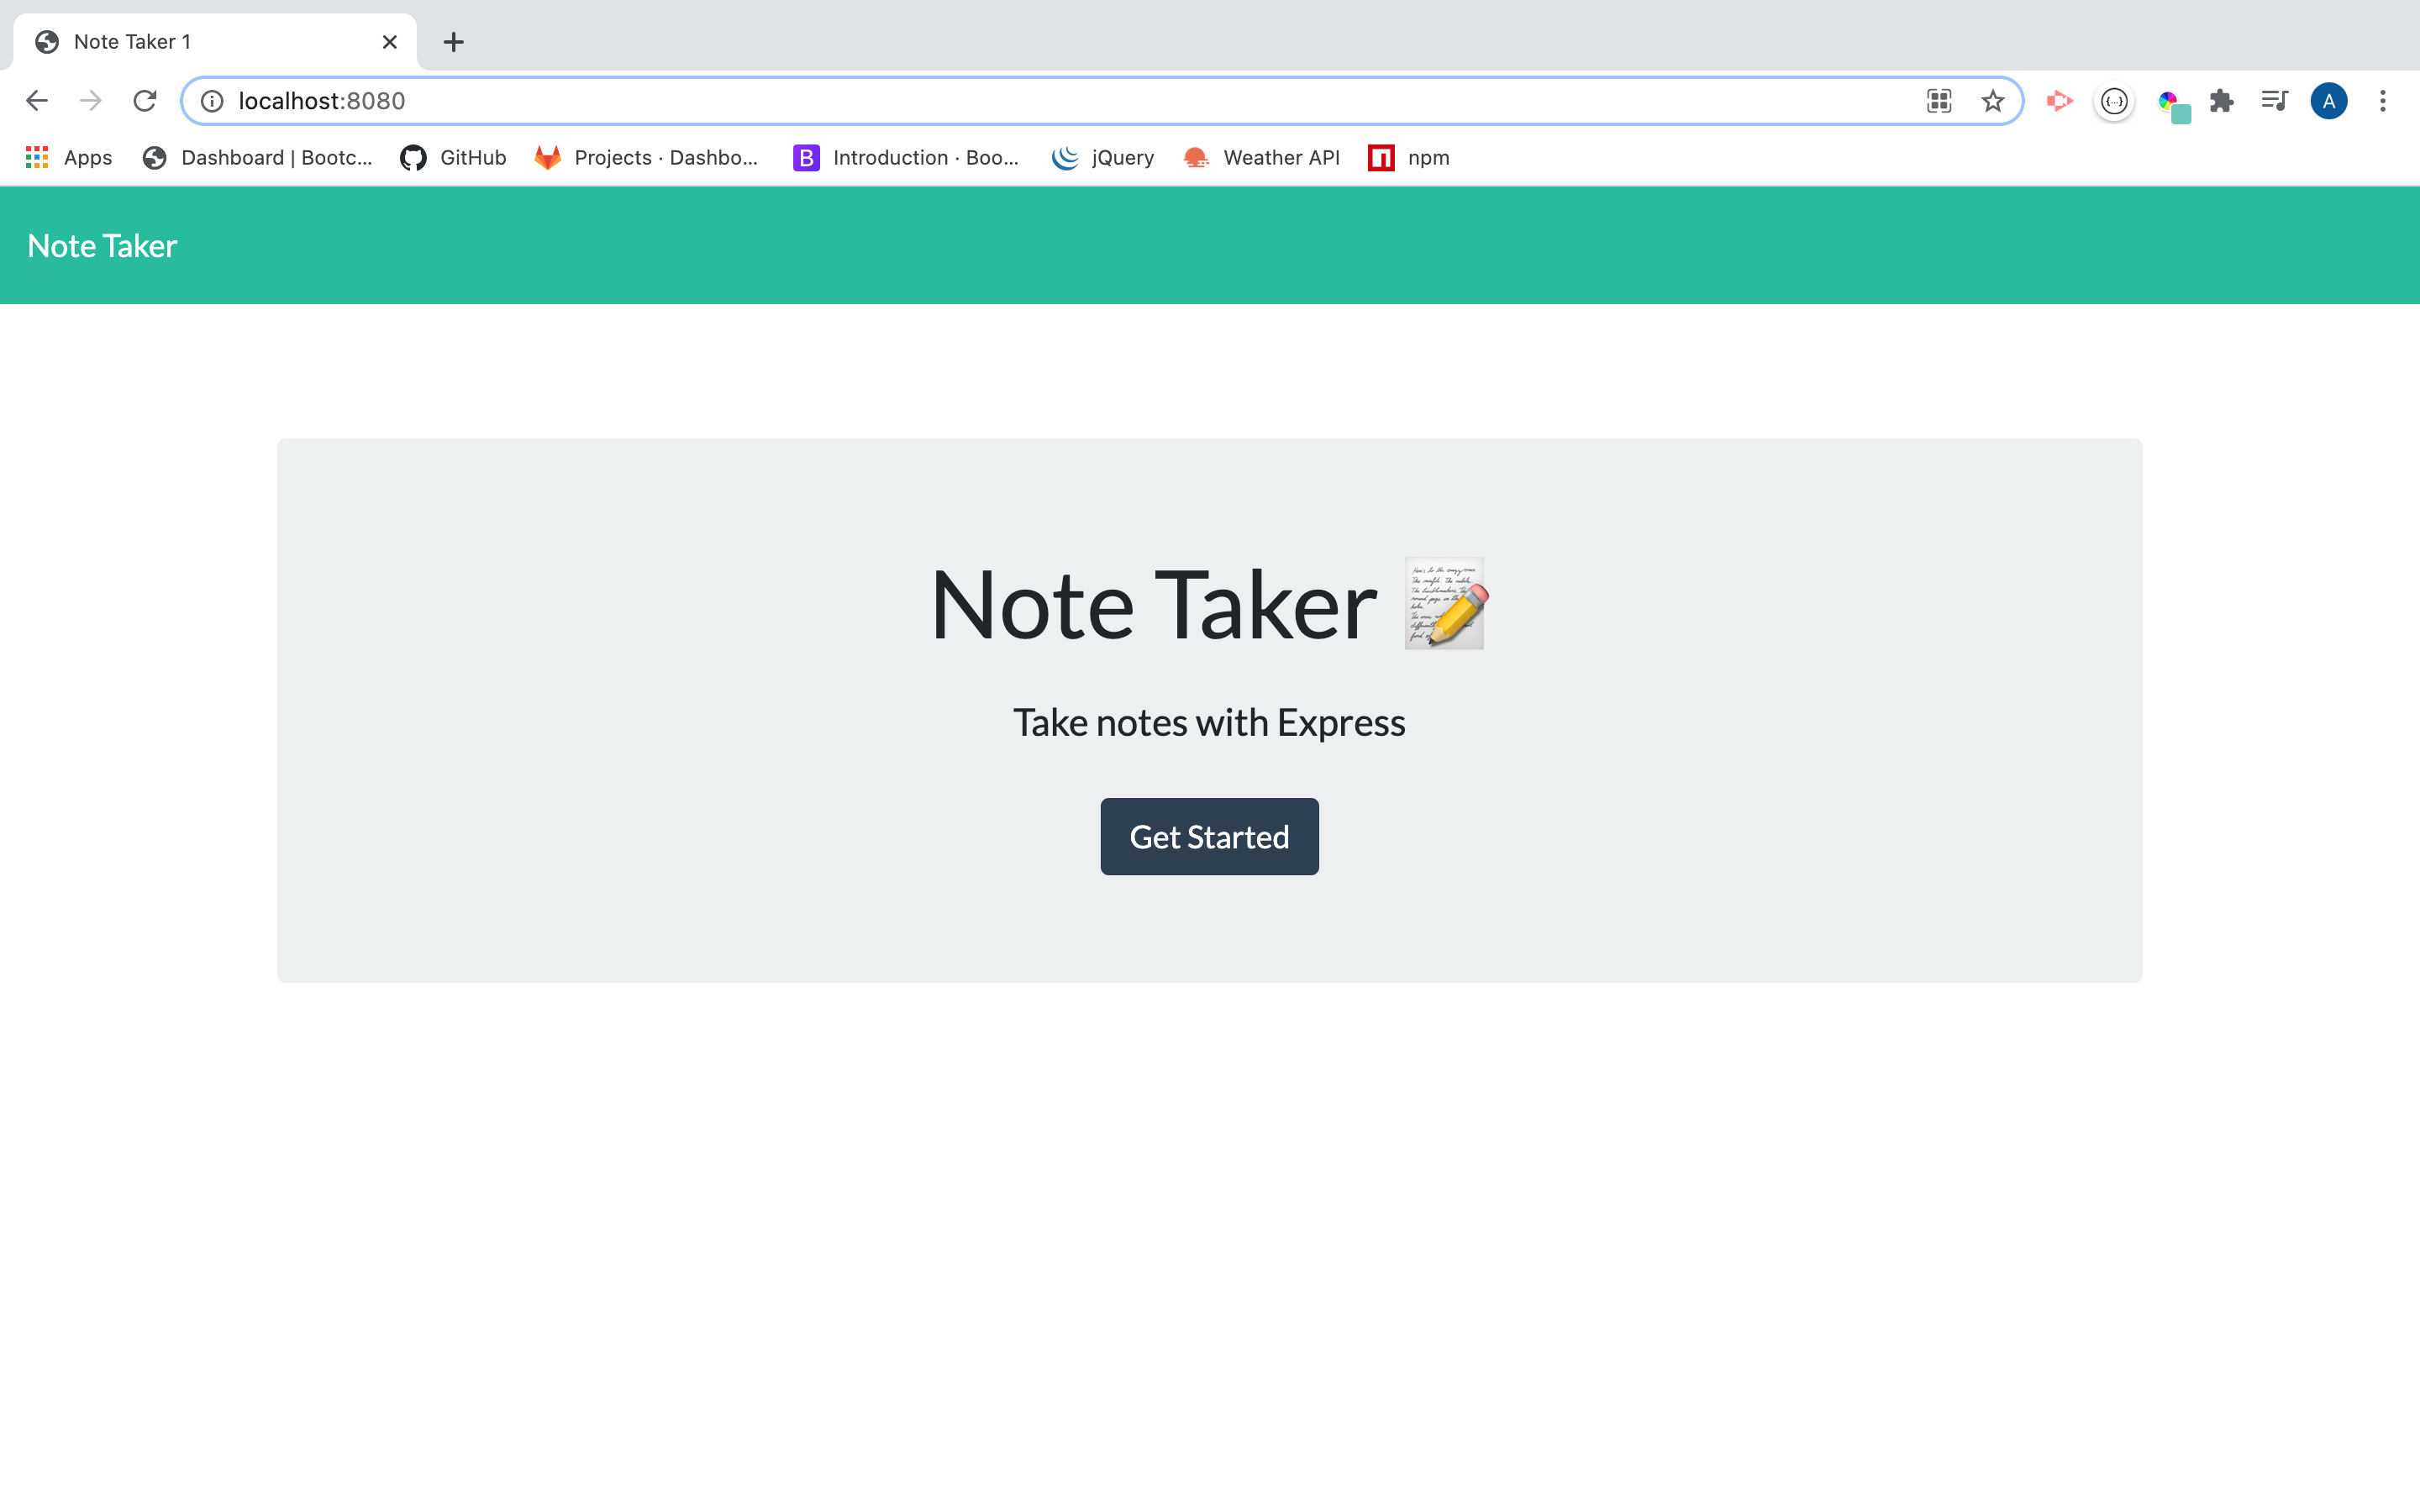 Note Taker 1
localhost:8080
A
Apps
Dashboard | Bootc...
GitHub
Projects · Dashbo...
B
Introduction · Boo...
jQuery
Weather API
npm
Note Taker
Note Taker
Take notes with Express
Get Started